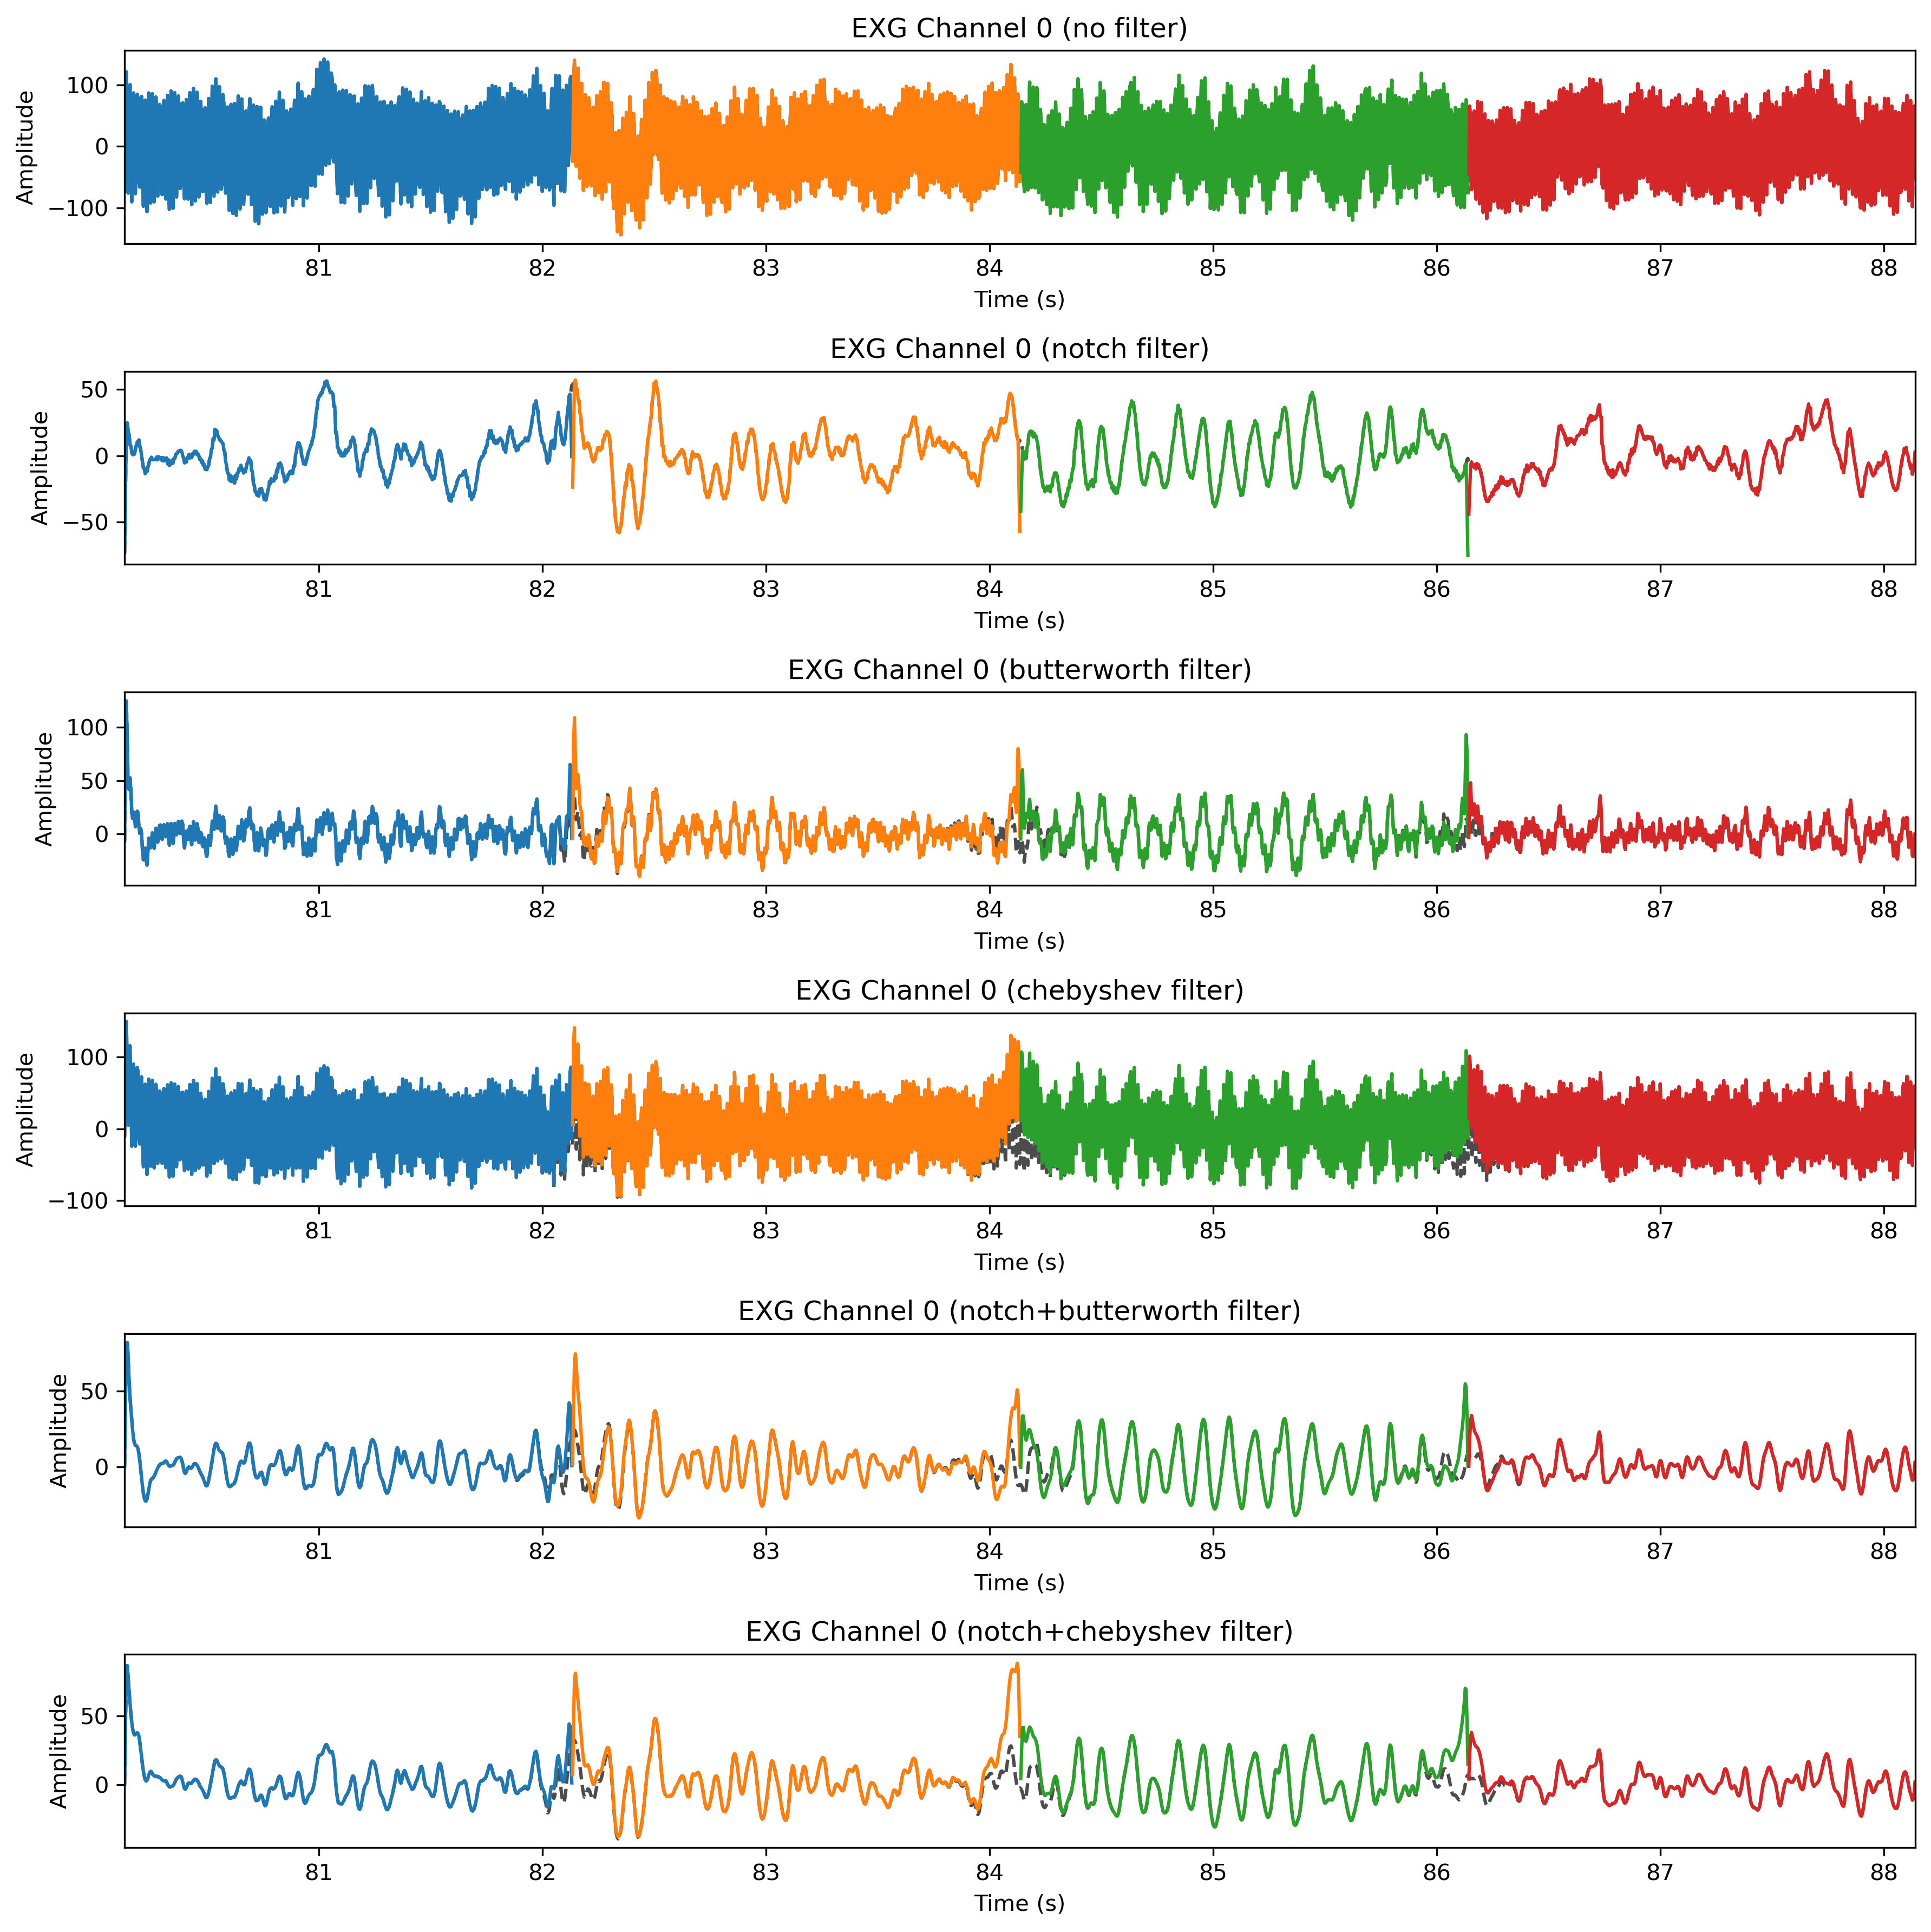 EXG Channel 0 (no filter)
Amplitude
100
0
−100
81 82 83 84 85 86 87 88
Time (s)
EXG Channel 0 (notch filter)
Amplitude
50
0
−50
81 82 83 84 85 86 87 88
Time (s)
EXG Channel 0 (butterworth filter)
Amplitude
100
50
0
81 82 83 84 85 86 87 88
Time (s)
EXG Channel 0 (chebyshev filter)
Amplitude
100
0
−100
81 82 83 84 85 86 87 88
Time (s)
EXG Channel 0 (notch+butterworth filter)
Amplitude
50
0
81 82 83 84 85 86 87 88
Time (s)
EXG Channel 0 (notch+chebyshev filter)
Amplitude
50
0
81 82 83 84 85 86 87 88
Time (s)